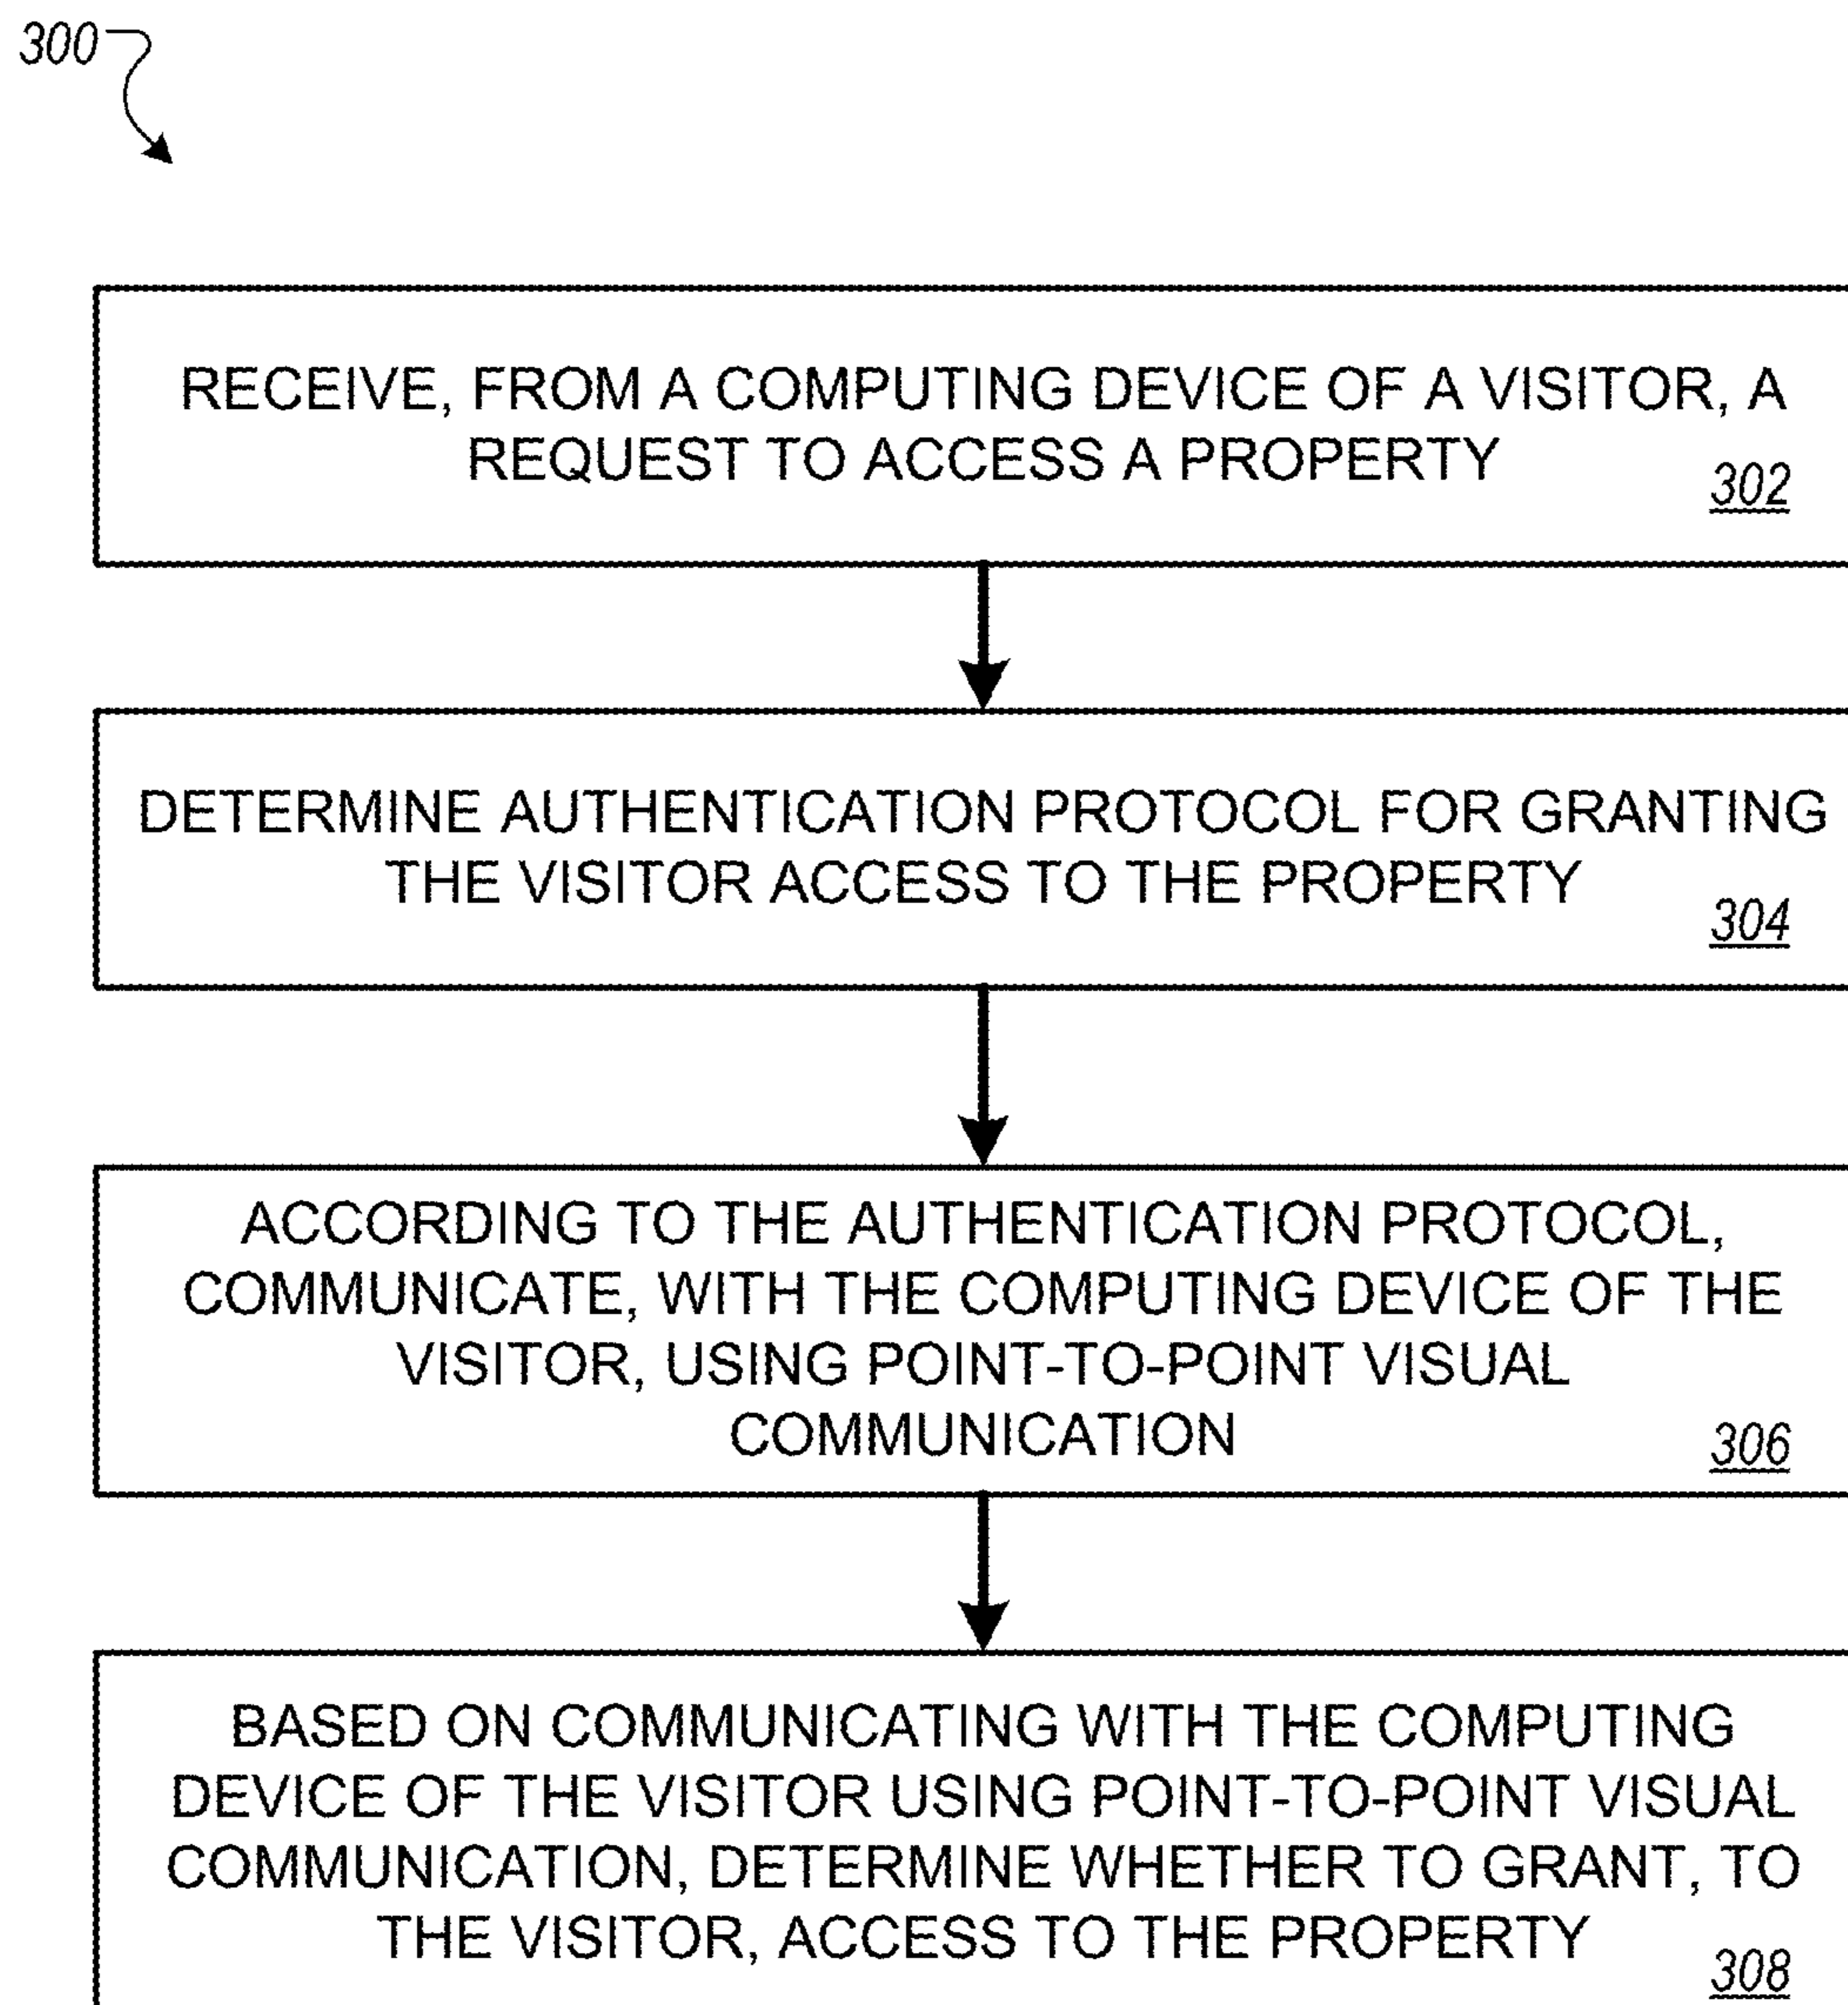 300
RECEIVE, FROM A COMPUTING DEVICE OF A VISITOR, A
REQUEST TO ACCESS A PROPERTY
302
DETERMINE AUTHENTICATION PROTOCOL FOR GRANTING
THE VISITOR ACCESS TO THE PROPERTY
304
ACCORDING TO THE AUTHENTICATION PROTOCOL,
COMMUNICATE, WITH THE COMPUTING DEVICE OF THE
VISITOR, USING POINT-TO-POINT VISUAL
COMMUNICATION
306
BASED ON COMMUNICATING WITH THE COMPUTING
DEVICE OF THE VISITOR USING POINT-TO-POINT VISUAL
COMMUNICATION, DETERMINE WHETHER TO GRANT, TO
THE VISITOR, ACCESS TO THE PROPERTY
308